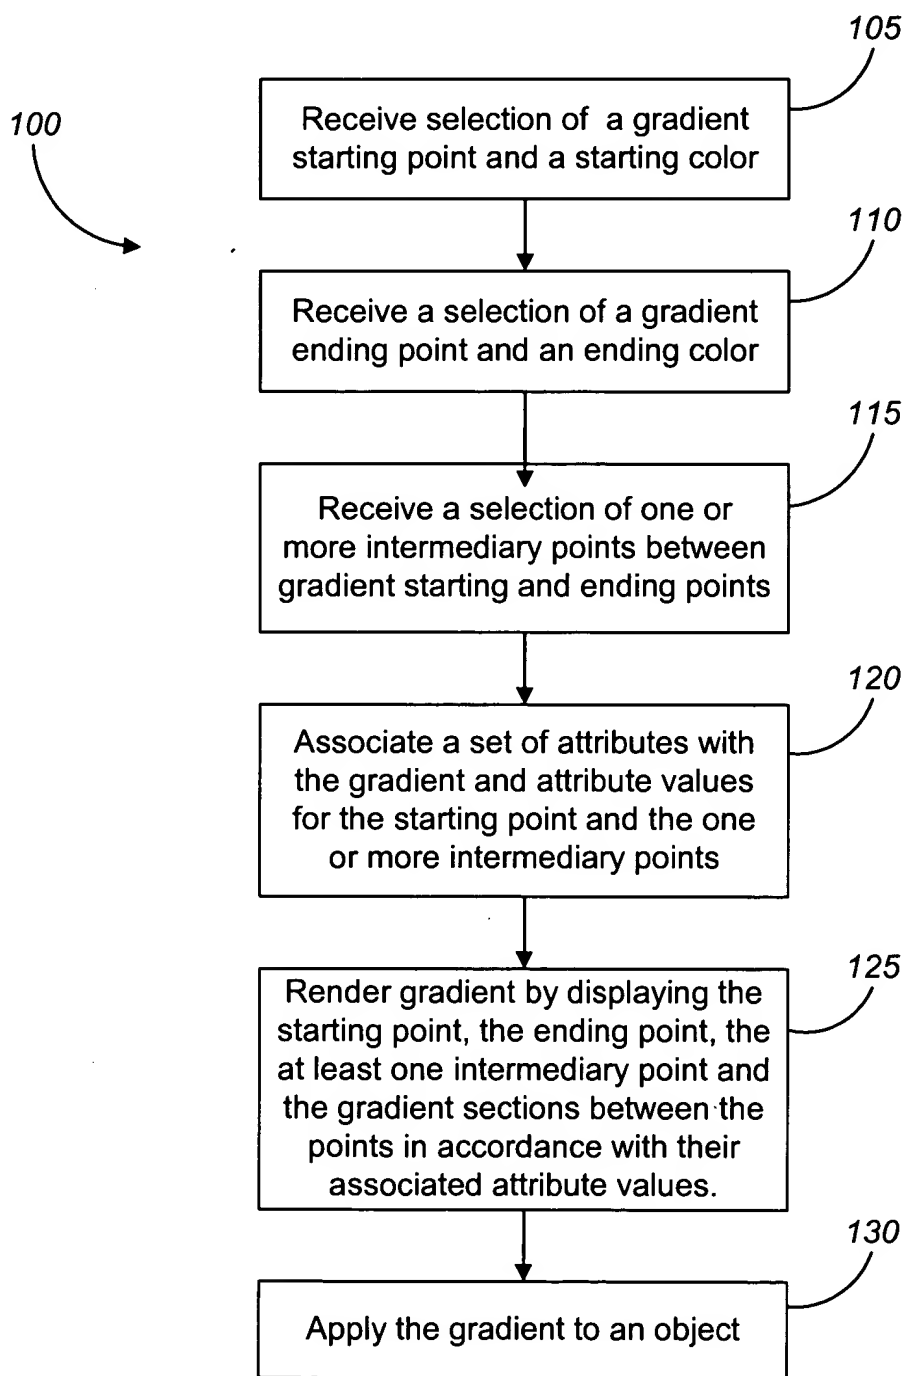 105
Receive selection of a gradient
starting point and a starting color
100
110
Receive a selection of a gradient
ending point and an ending color
115
Receive a selection of one or
more intermediary points between
gradient starting and ending points
120
Associate a set of attributes with
the gradient and attribute values
for the starting point and the one
or more intermediary points
125
Render gradient by displaying the
starting point, the ending point, the
at least one intermediary point and
the gradient sections between the
points in accordance with their
associated attribute values.
130
Apply the gradient to an object